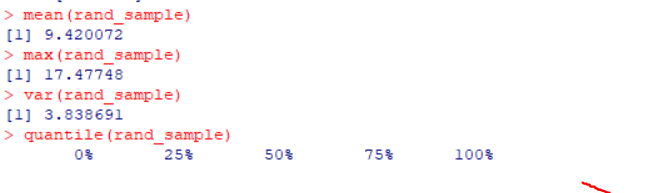 > mean(rand_sample)
[1] 9.420072
> max(rand_sample)
[1] 17.47748
> var(rand_sample)
[1] 3.838691
> quantile(rand_sample)
0% 25% 50% 75% 100%